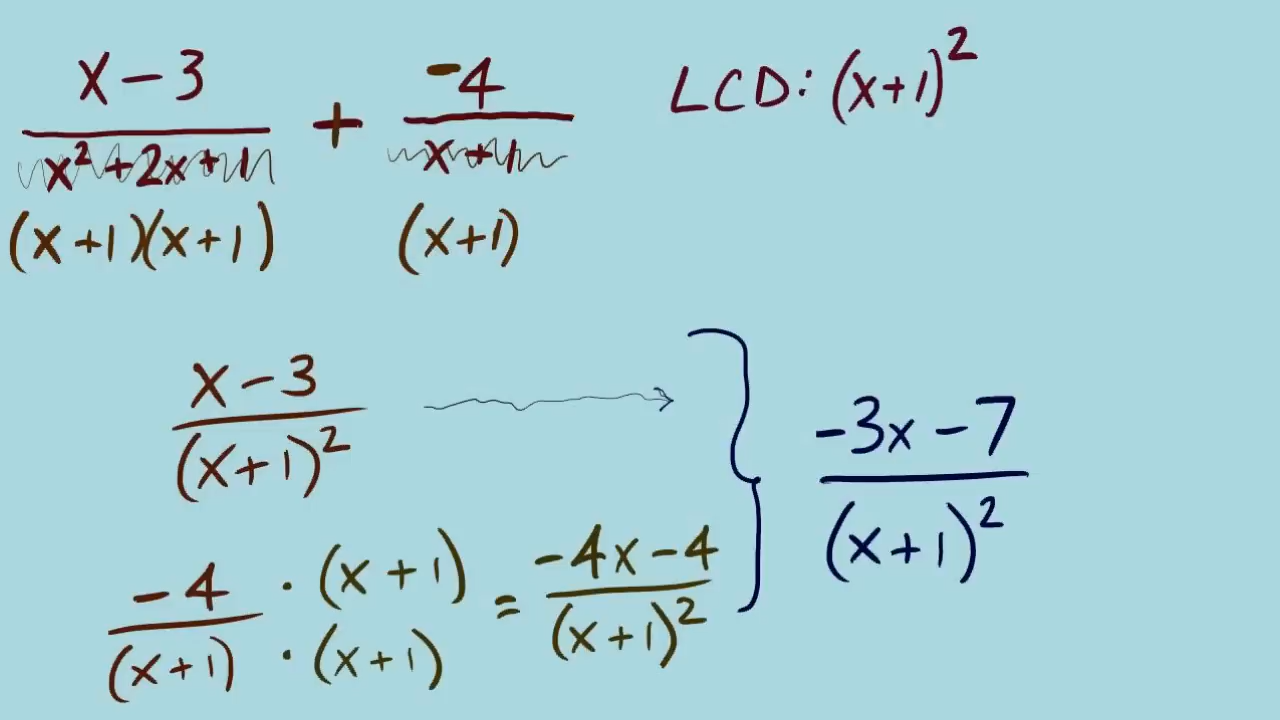 x - 3 + -4 LCD: (x+1)²
x² + 2x + 1 x + 1
(x+1)(x+1) (x+1)
x - 3
(x+1)²
-3x - 7
(x+1)²
-4 · (x+1) = -4x - 4
(x+1) · (x+1) (x+1)²